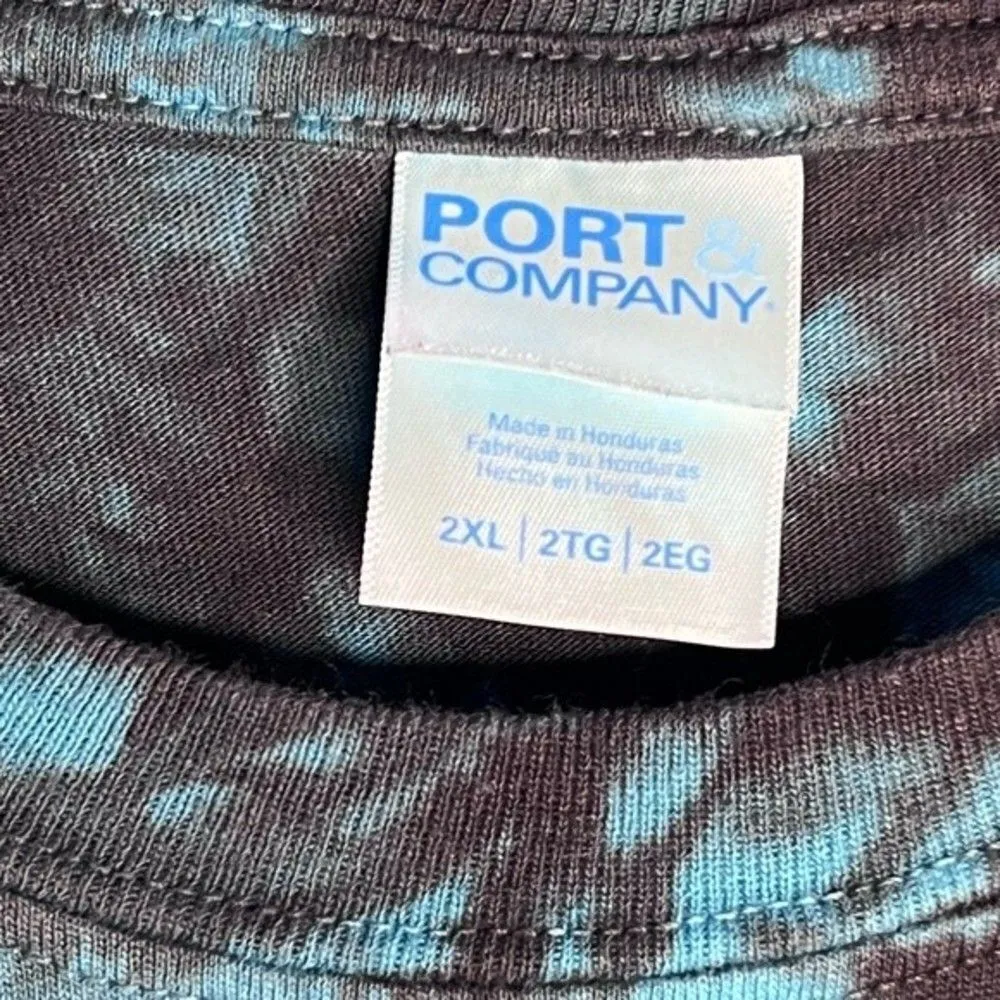 PORT &
COMPANY
Made in Honduras
Fabriqué au Honduras
Hecho en Honduras
2XL | 2TG | 2EG